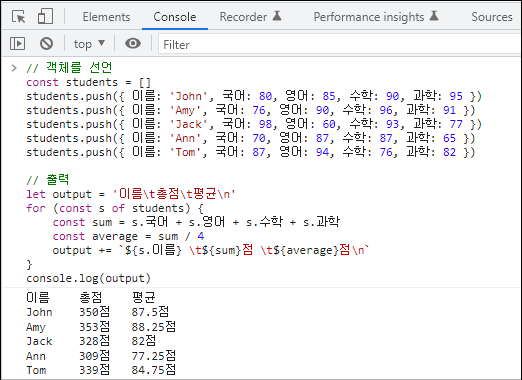 Elements Console Recorder Performance insights Sources
top ▼ Filter
> // 객체를 선언
const students = []
students.push({ 이름: 'John', 국어: 80, 영어: 85, 수학: 90, 과학: 95 })
students.push({ 이름: 'Amy', 국어: 76, 영어: 90, 수학: 96, 과학: 91 })
students.push({ 이름: 'Jack', 국어: 98, 영어: 60, 수학: 93, 과학: 77 })
students.push({ 이름: 'Ann', 국어: 70, 영어: 87, 수학: 87, 과학: 65 })
students.push({ 이름: 'Tom', 국어: 87, 영어: 94, 수학: 76, 과학: 82 })
// 출력
let output = '이름\t총점\t평균\n'
for (const s of students) {
const sum = s.국어 + s.영어 + s.수학 + s.과학
const average = sum / 4
output += `${s.이름} \t${sum}점 \t${average}점\n`
}
console.log(output)
이름 총점 평균
John 350점 87.5점
Amy 353점 88.25점
Jack 328점 82점
Ann 309점 77.25점
Tom 339점 84.75점